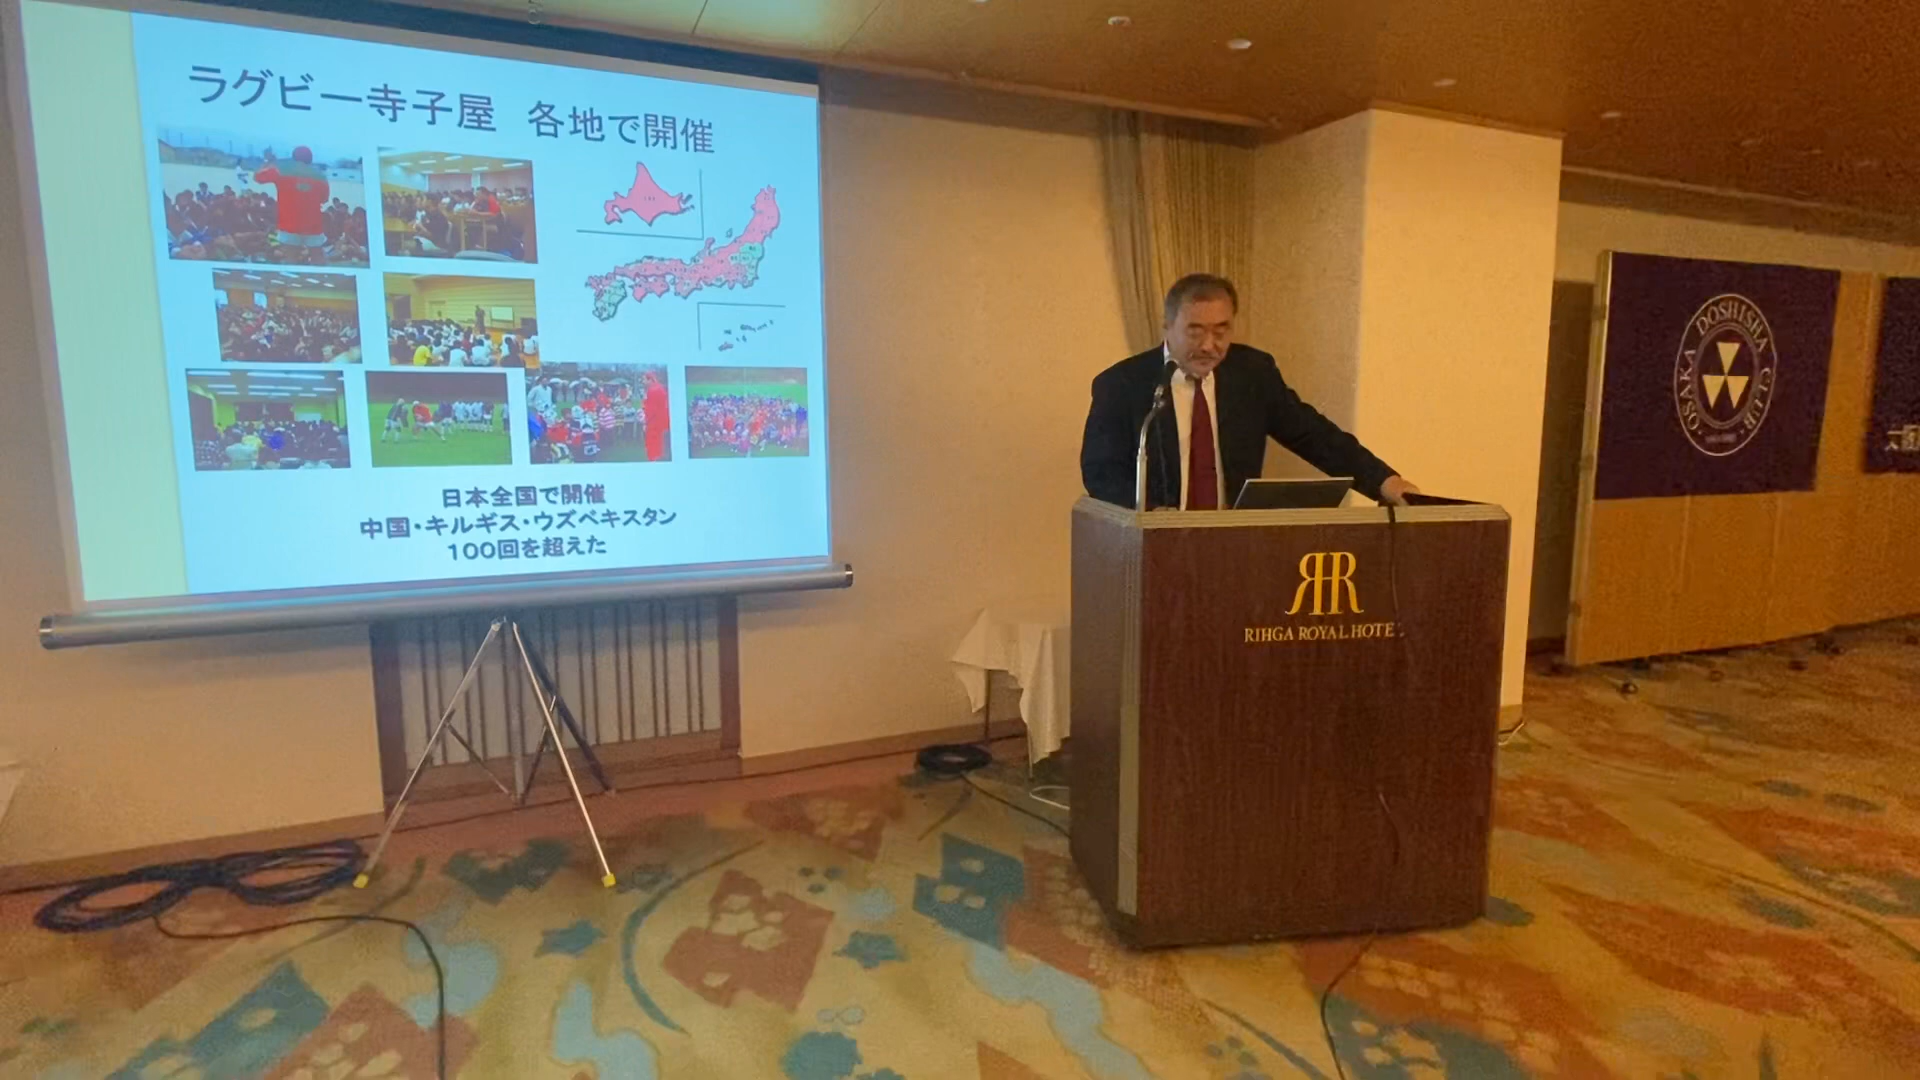 ラグビー寺子屋 各地で開催
日本全国で開催
中国・キルギス・ウズベキスタン
100回を超えた
RIHGA ROYAL HOTEL
OSAKA DOSHISHA CLUB
大阪